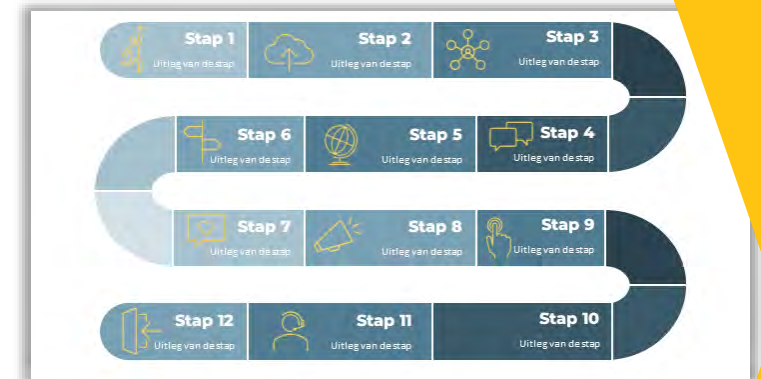 Stap 1
Uitleg van de stap
Stap 2
Uitleg van de stap
Stap 3
Uitleg van de stap
Stap 4
Uitleg van de stap
Stap 5
Uitleg van de stap
Stap 6
Uitleg van de stap
Stap 7
Uitleg van de stap
Stap 8
Uitleg van de stap
Stap 9
Uitleg van de stap
Stap 10
Uitleg van de stap
Stap 11
Uitleg van de stap
Stap 12
Uitleg van de stap